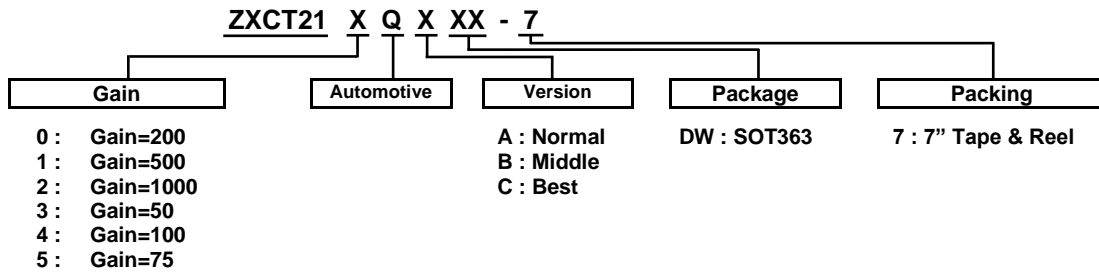 ZXCT21 X Q X XX - 7
Gain Automotive Version Package Packing
0 : Gain=200 A : Normal DW : SOT363 7 : 7” Tape & Reel
1 : Gain=500 B : Middle
2 : Gain=1000 C : Best
3 : Gain=50
4 : Gain=100
5 : Gain=75